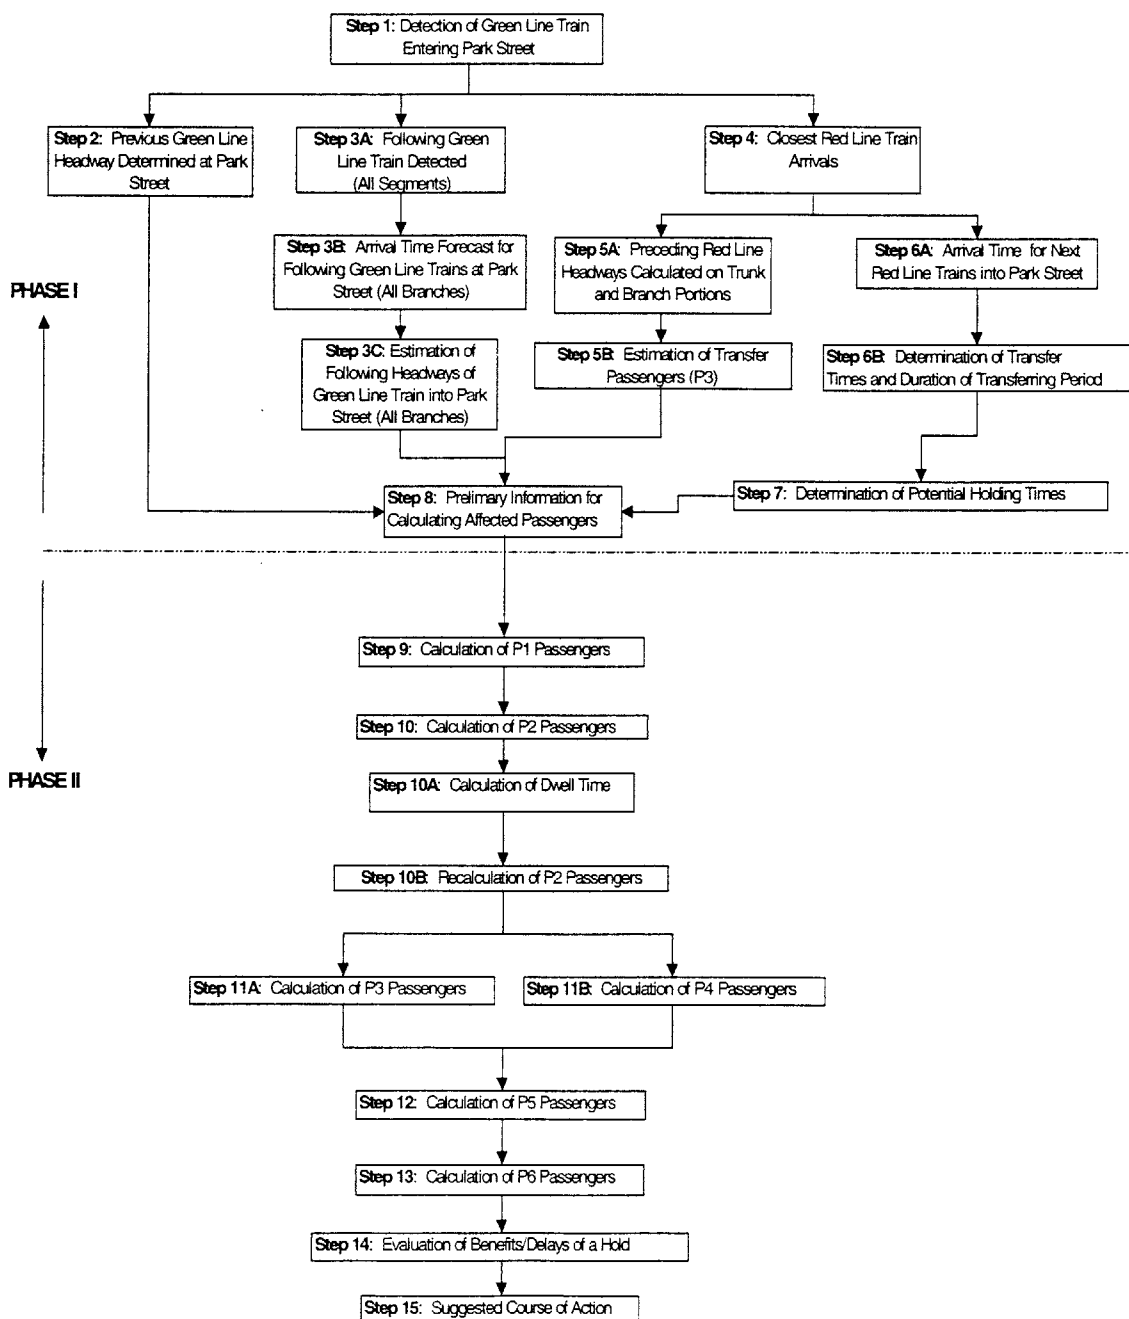 Step 1: Detection of Green Line Train
Entering Park Street
Step 2: Previous Green Line
Headway Determined at Park
Street
Step 3A: Following Green
Line Train Detected
(All Segments)
Step 4: Closest Red Line Train
Arrivals
Step 3B: Arrival Time Forecast for
Following Green Line Trains at Park
Street (All Branches)
Step 5A: Preceding Red Line
Headways Calculated on Trunk
and Branch Portions
Step 6A: Arrival Time for Next
Red Line Trains into Park Street
PHASE I
Step 3C: Estimation of
Following Headways of
Green Line Train into Park
Street (All Branches)
Step 5B: Estimation of Transfer
Passengers (P3)
Step 6B: Determination of Transfer
Times and Duration of Transferring Period
Step 8: Prelimary Information for
Calculating Affected Passengers
Step 7: Determination of Potential Holding Times
Step 9: Calculation of P1 Passengers
Step 10: Calculation of P2 Passengers
PHASE II
Step 10A: Calculation of Dwell Time
Step 10B: Recalculation of P2 Passengers
Step 11A: Calculation of P3 Passengers
Step 11B: Calculation of P4 Passengers
Step 12: Calculation of P5 Passengers
Step 13: Calculation of P6 Passengers
Step 14: Evaluation of Benefits/Delays of a Hold
Step 15: Suggested Course of Action